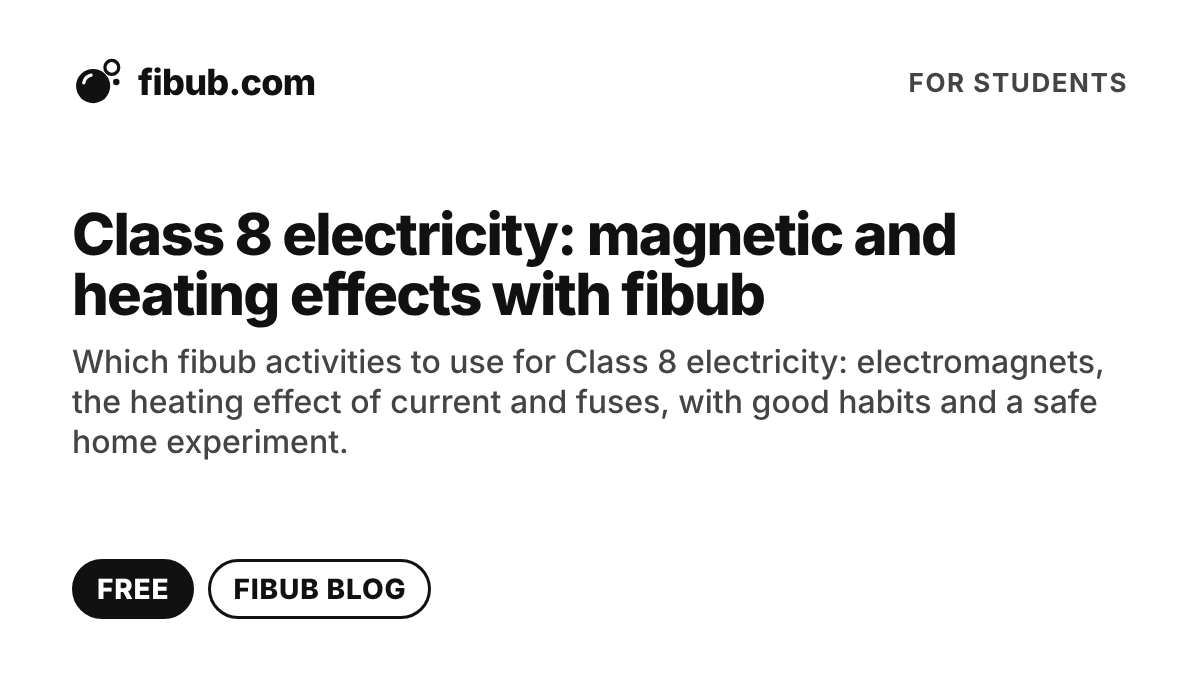 fibub.com
FOR STUDENTS
Class 8 electricity: magnetic and
heating effects with fibub
Which fibub activities to use for Class 8 electricity: electromagnets,
the heating effect of current and fuses, with good habits and a safe
home experiment.
FREE
FIBUB BLOG